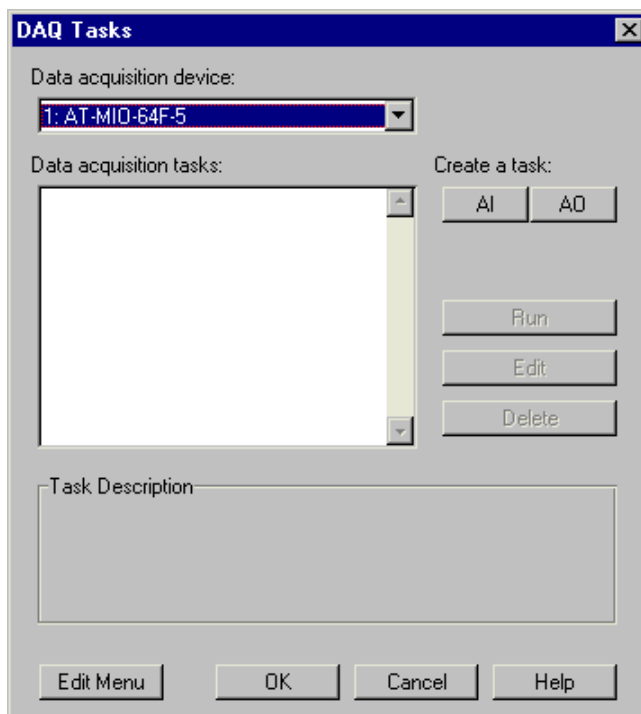 DAQ Tasks
Data acquisition device:
1: AT-MIO-64F-5
Data acquisition tasks:
Create a task:
AI AO
Run
Edit
Delete
Task Description
Edit Menu OK Cancel Help